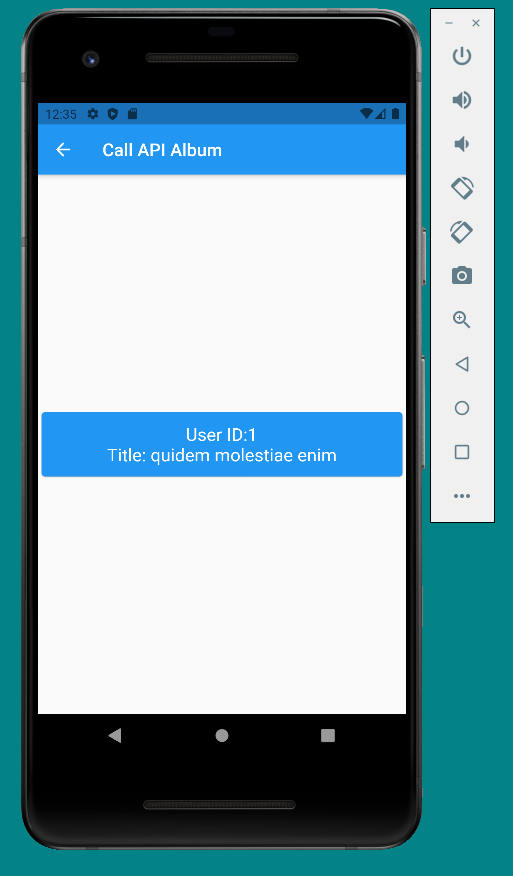 12:35
Call API Album
User ID:1
Title: quidem molestiae enim